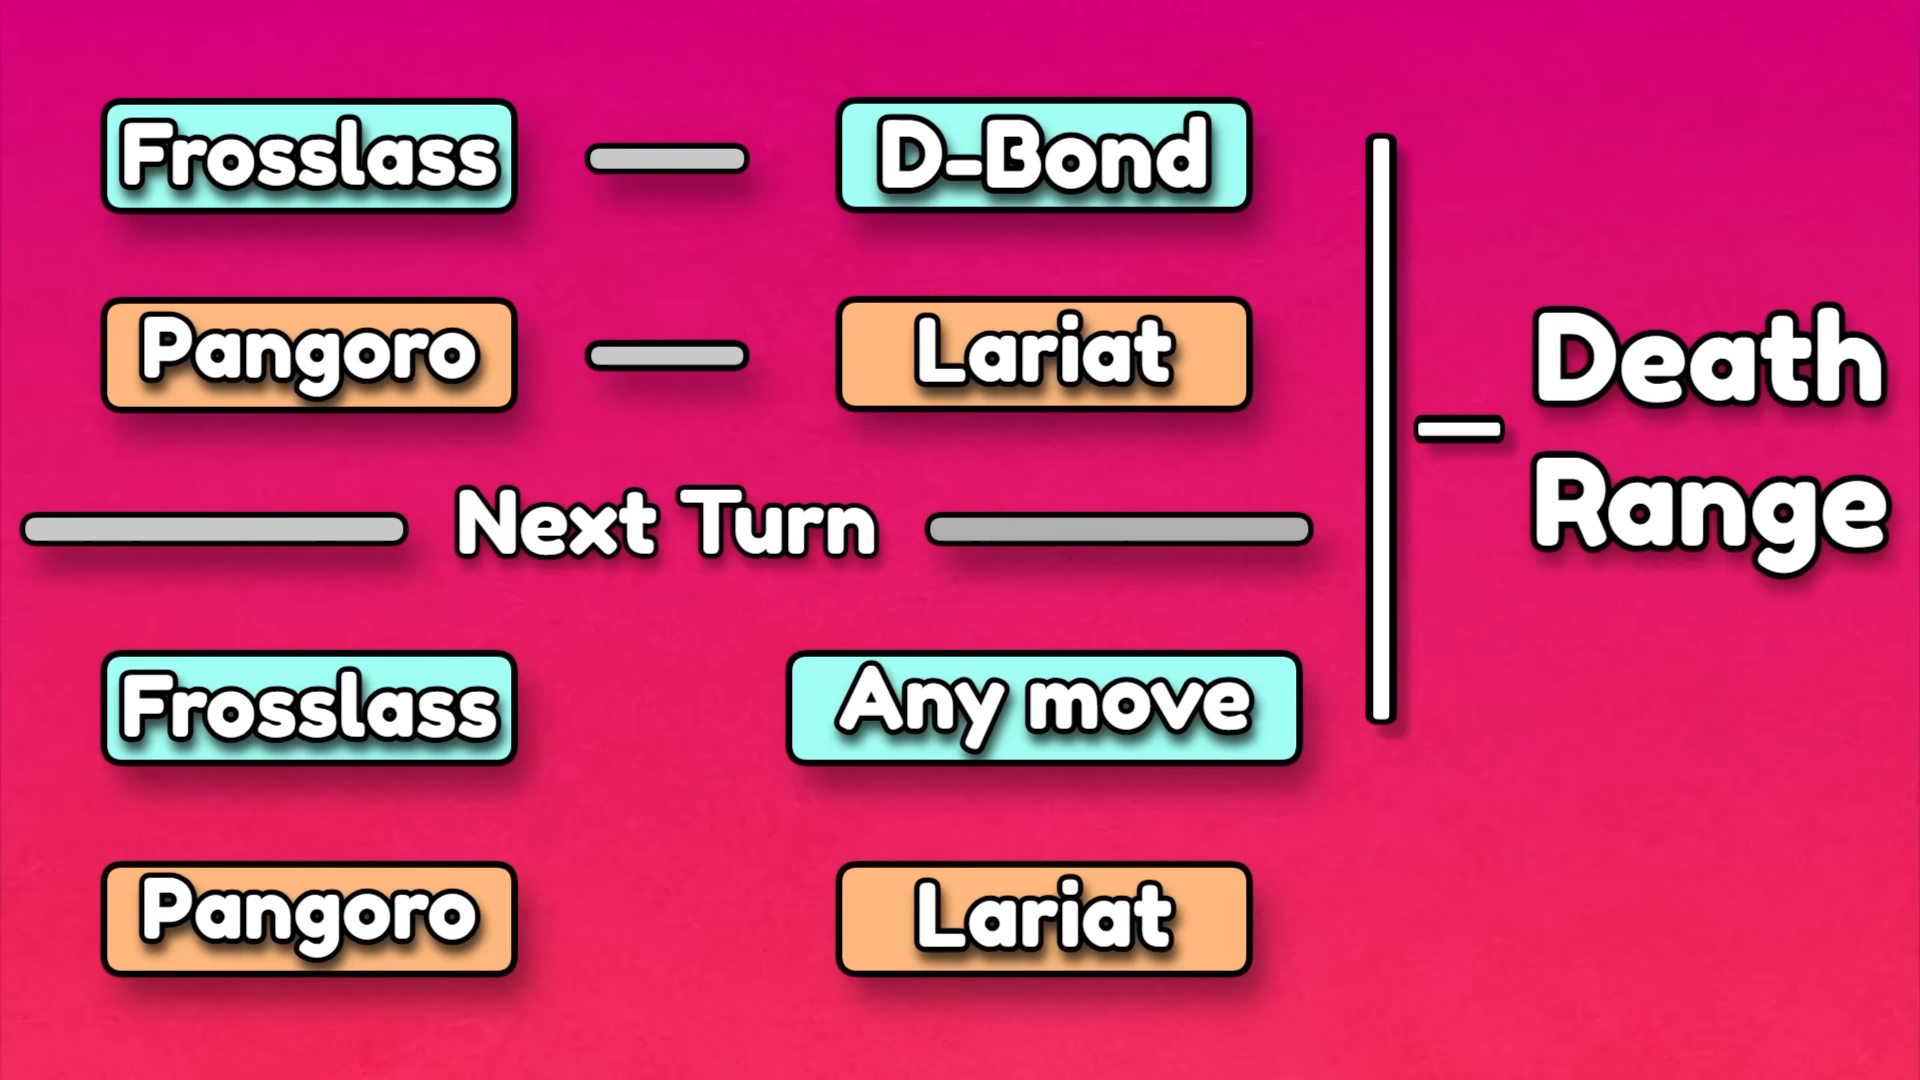 Frosslass D-Bond
Pangoro Lariat
Death
Range
Next Turn
Frosslass Any move
Pangoro Lariat